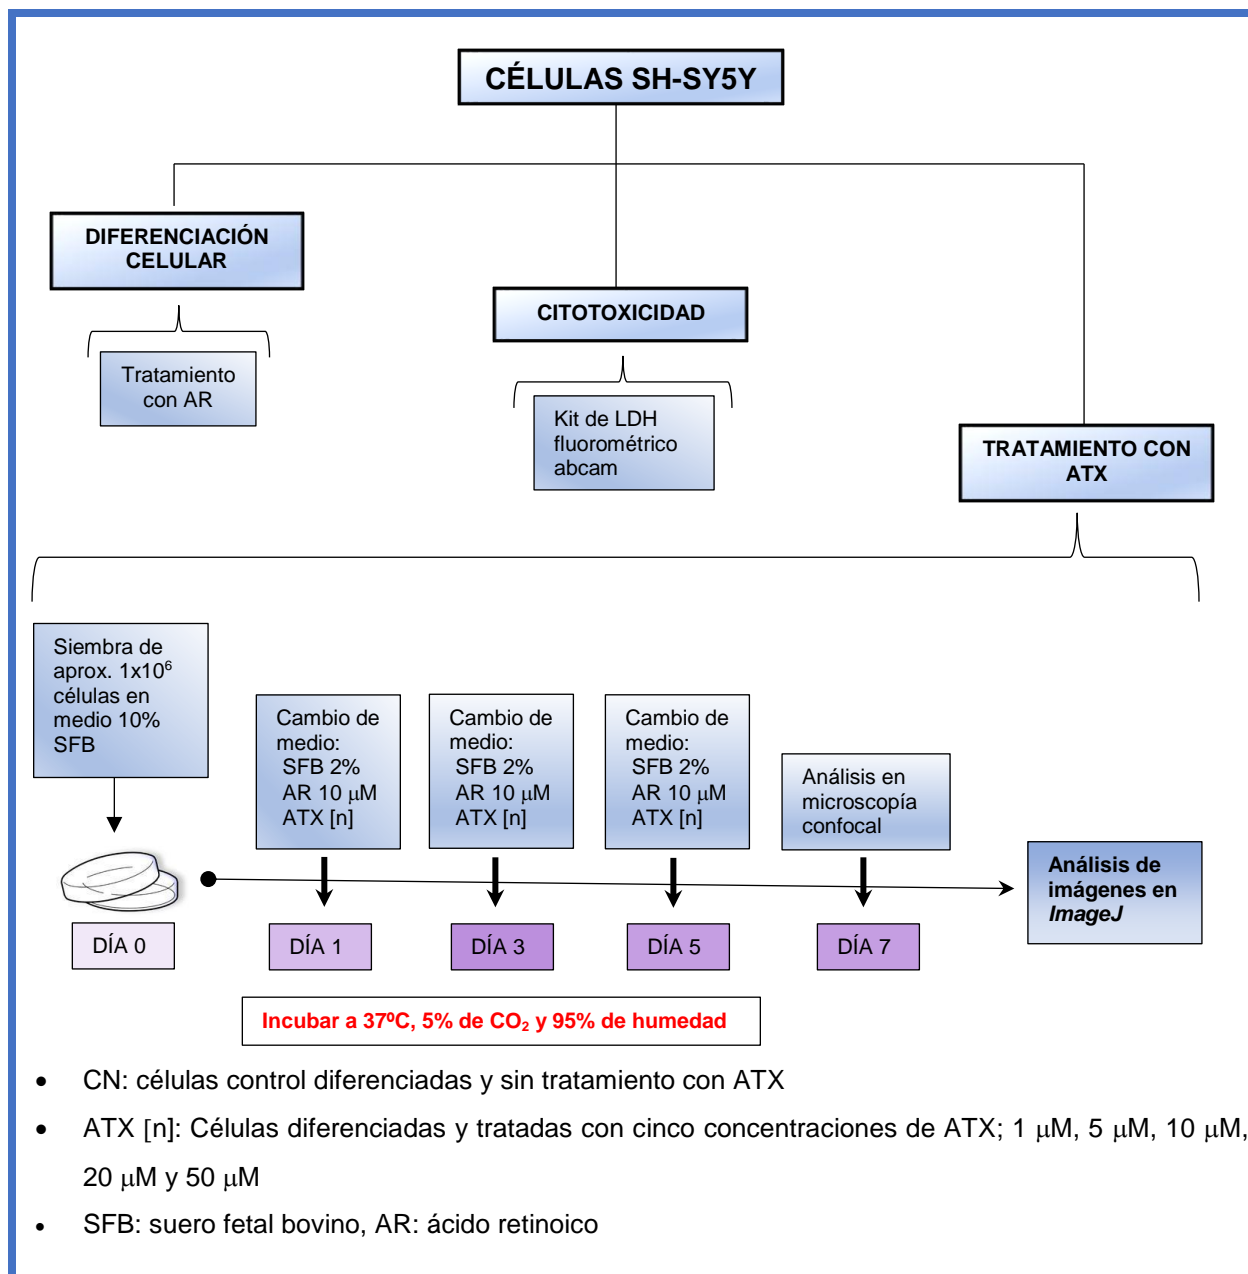 CÉLULAS SH-SY5Y
DIFERENCIACIÓN
CELULAR
CITOTOXICIDAD
Tratamiento
con AR
Kit de LDH
fluorométrico
abcam
TRATAMIENTO CON
ATX
Siembra de
aprox. 1x10⁶
células en
medio 10%
SFB
Cambio de
medio:
SFB 2%
AR 10 μM
ATX [n]
Cambio de
medio:
SFB 2%
AR 10 μM
ATX [n]
Cambio de
medio:
SFB 2%
AR 10 μM
ATX [n]
Análisis en
microscopía
confocal
Análisis de
imágenes en
ImageJ
DÍA 0
DÍA 1
DÍA 3
DÍA 5
DÍA 7
Incubar a 37ºC, 5% de CO₂ y 95% de humedad
• CN: células control diferenciadas y sin tratamiento con ATX
• ATX [n]: Células diferenciadas y tratadas con cinco concentraciones de ATX; 1 μM, 5 μM, 10 μM,
20 μM y 50 μM
• SFB: suero fetal bovino, AR: ácido retinoico